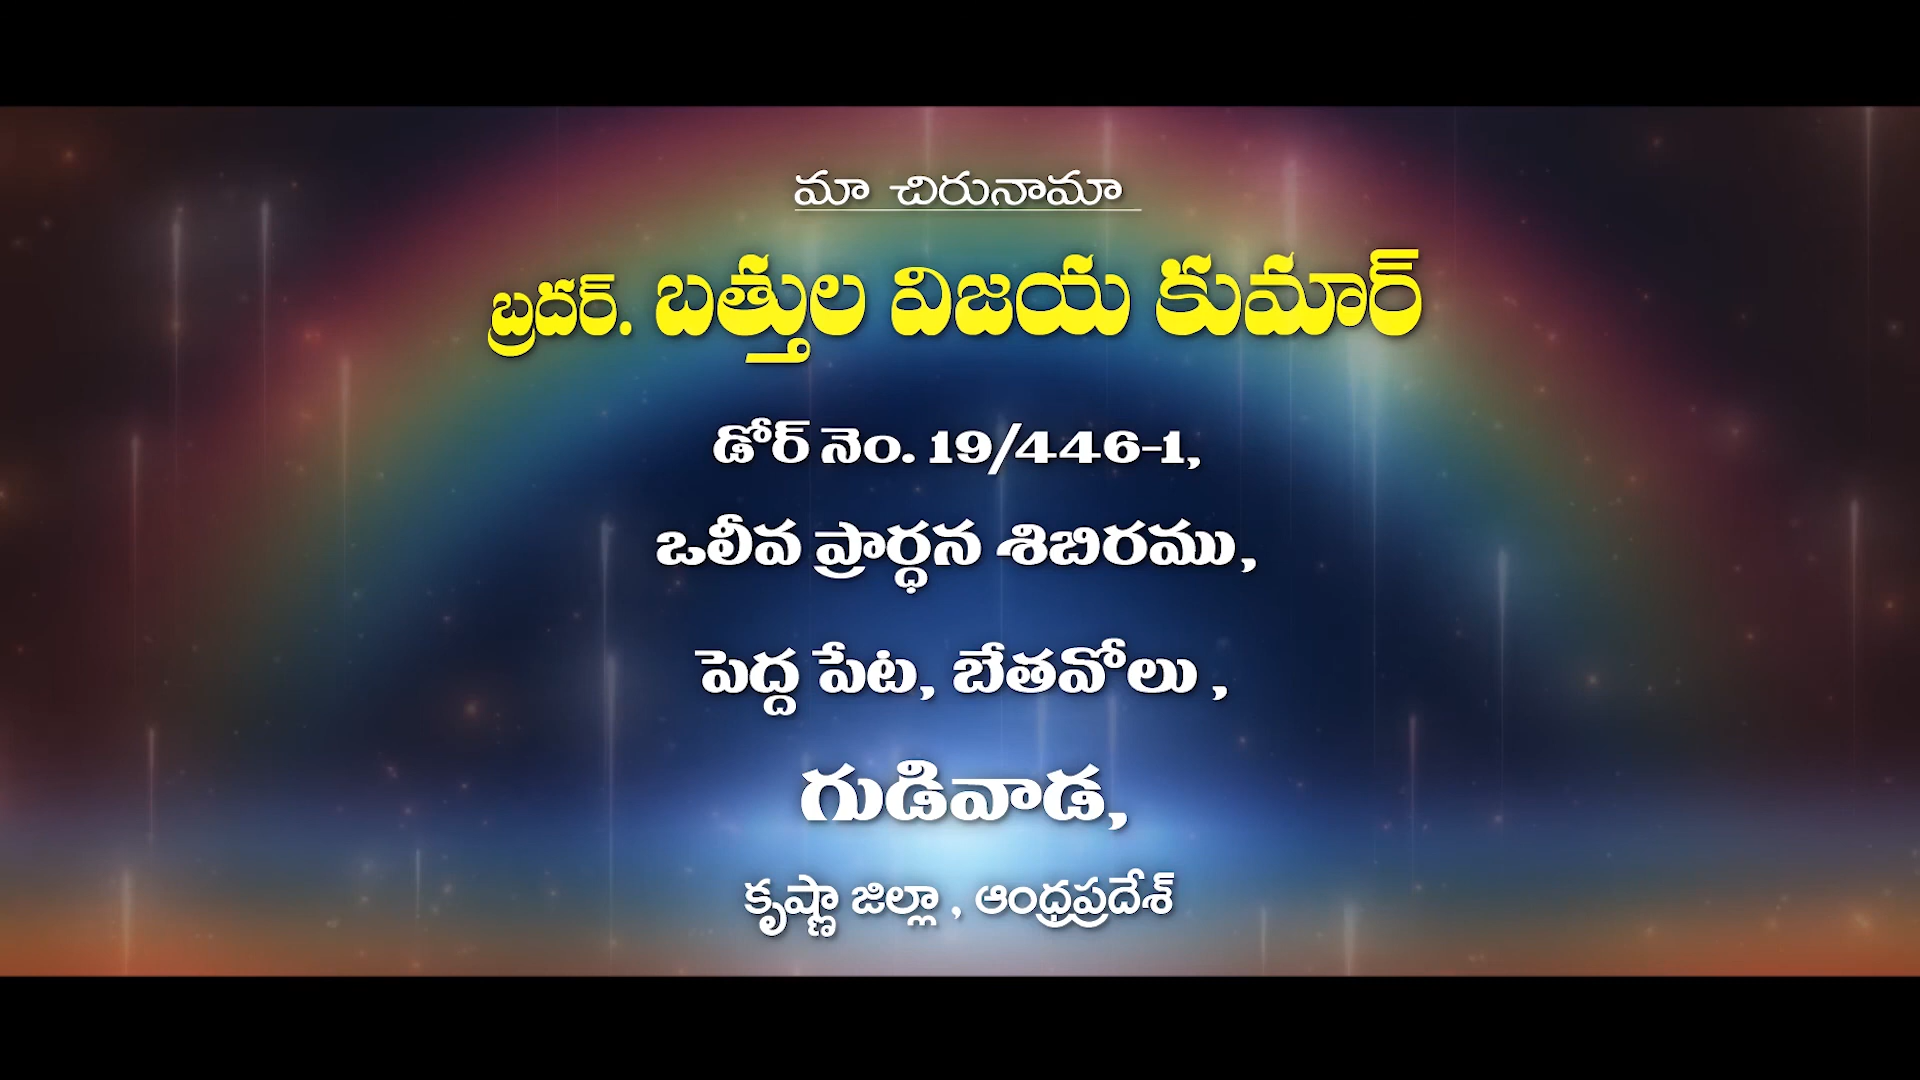 మా చిరునామా
బ్రదర్. బత్తుల విజయ కుమార్
డోర్ నెం. 19/446-1,
ఒలీవ ప్రార్ధన శిబిరము,
పెద్ద పేట, బేతవోలు ,
గుడివాడ,
కృష్ణా జిల్లా , ఆంధ్రప్రదేశ్